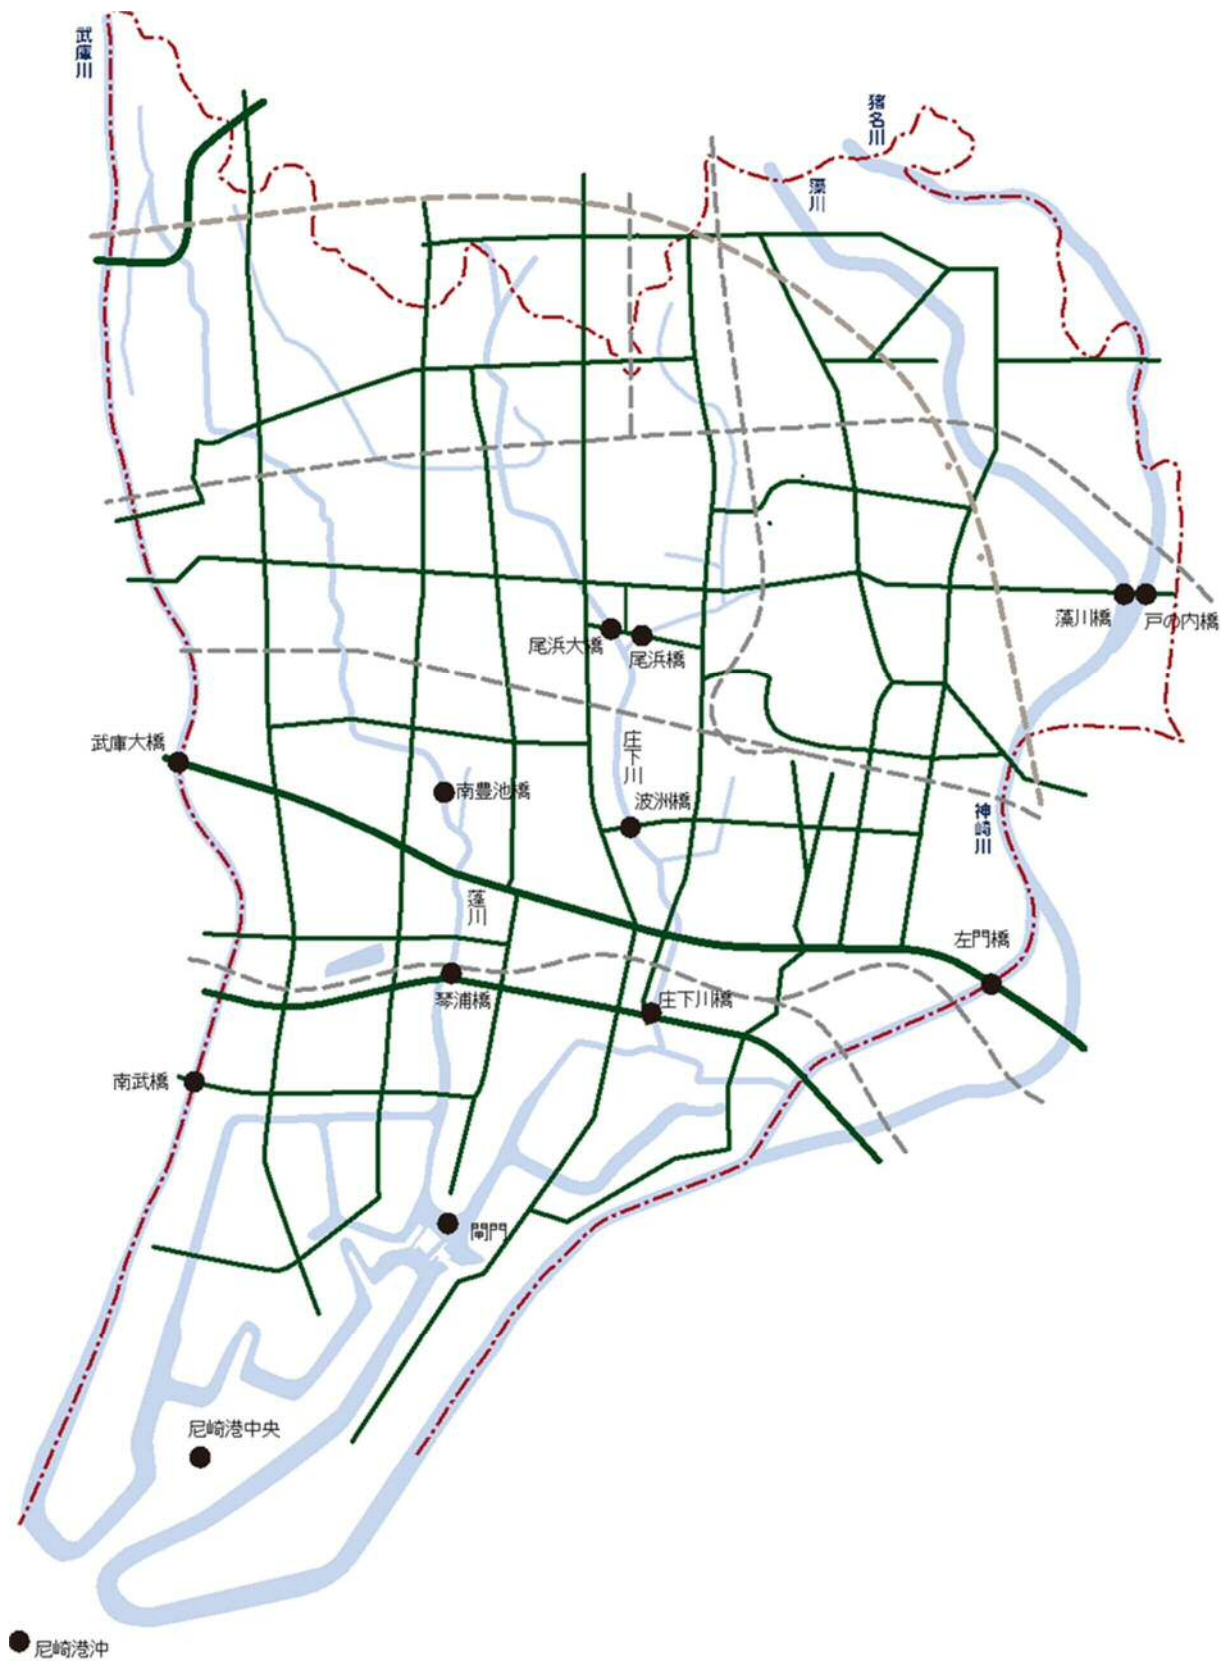 武庫川
猪名川
藻川
藻川橋
戸の内橋
尾浜大橋
尾浜橋
武庫大橋
庄下川
南豊池橋
波洲橋
神崎川
蓬川
左門橋
琴浦橋
庄下川橋
南武橋
閘門
尼崎港中央
尼崎港沖